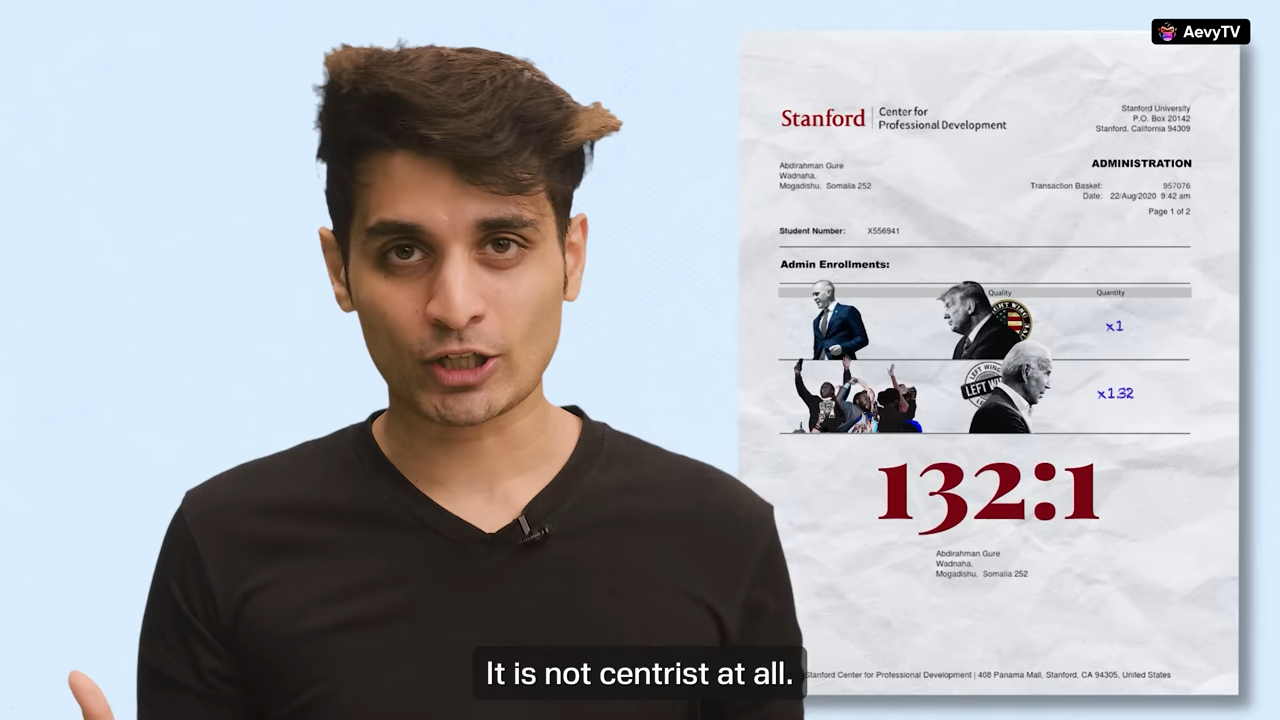 AevyTV
Stanford
Center for
Professional Development
Stanford University
P.O. Box 20142
Stanford, California 94309
Abdirahman Gure
Wadnaha,
Mogadishu, Somalia 252
ADMINISTRATION
Transaction Basket: 957076
Date: 22/Aug/2020 9:42 am
Page 1 of 2
Student Number: X556941
Admin Enrollments:
Quality Quantity
x1
LEFT
x132
132:1
Abdirahman Gure
Wadnaha,
Mogadishu, Somalia 252
It is not centrist at all.
Stanford Center for Professional Development | 408 Panama Mall, Stanford, CA 94305, United States